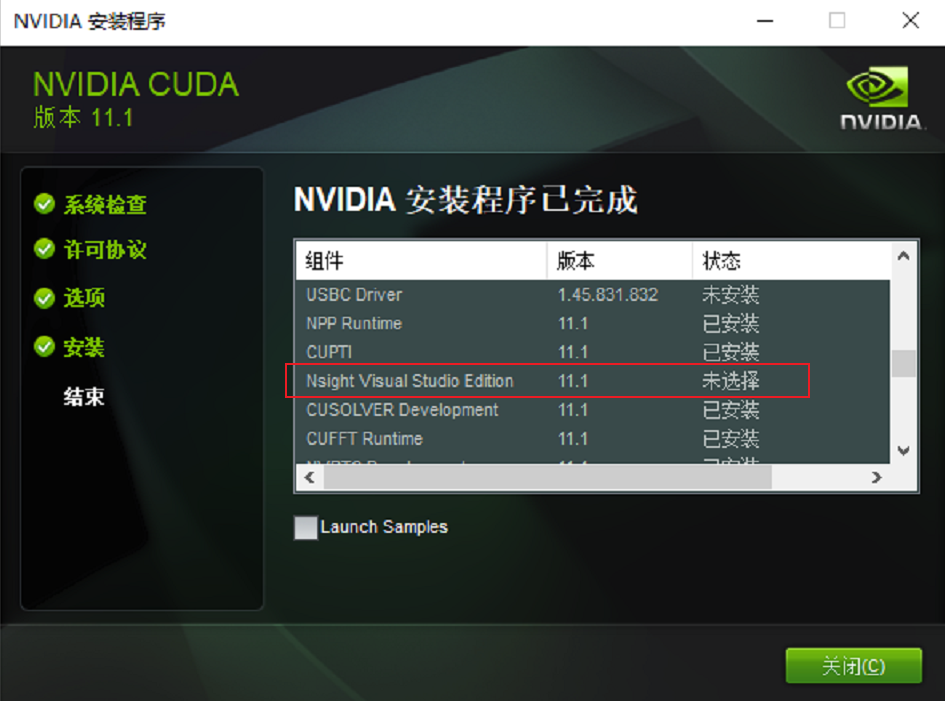 NVIDIA 安装程序
NVIDIA CUDA
版本 11.1
NVIDIA.
系统检查
许可协议
选项
安装
结束
NVIDIA 安装程序已完成
组件 版本 状态
USBC Driver 1.45.831.832 未安装
NPP Runtime 11.1 已安装
CUPTI 11.1 已安装
Nsight Visual Studio Edition 11.1 未选择
CUSOLVER Development 11.1 已安装
CUFFT Runtime 11.1 已安装
Launch Samples
关闭(C)